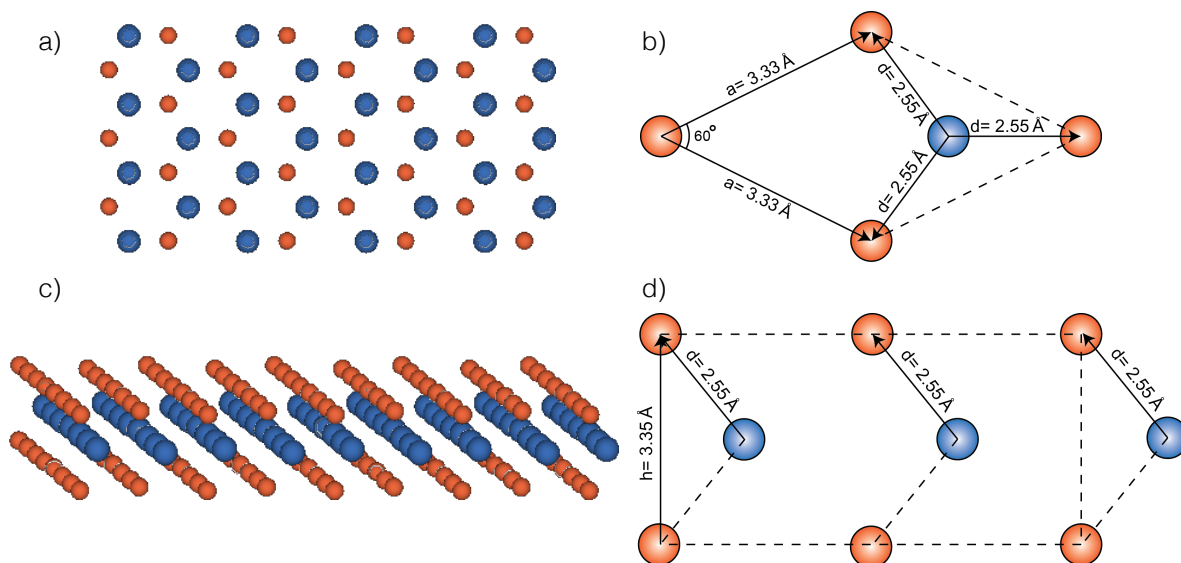 a)
b)
a= 3.33 Å
d= 2.55 Å
60°
d= 2.55 Å
d= 2.55 Å
a= 3.33 Å
c)
d)
d= 2.55 Å
d= 2.55 Å
d= 2.55 Å
h= 3.35 Å